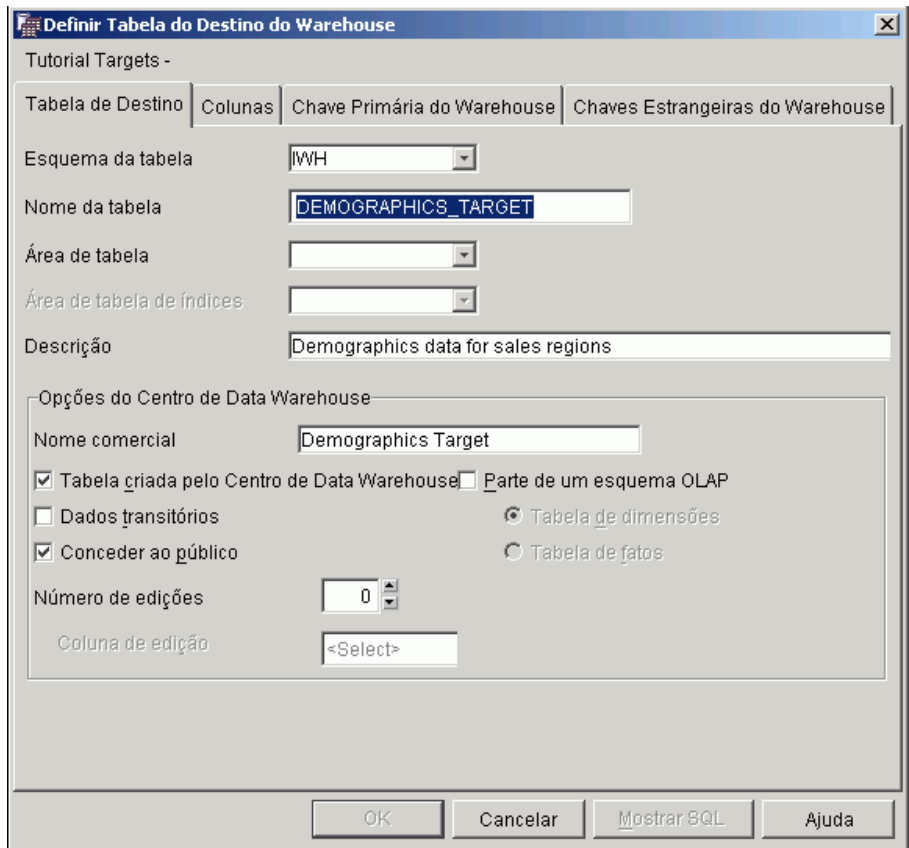 Definir Tabela do Destino do Warehouse
Tutorial Targets -
Tabela de Destino Colunas Chave Primária do Warehouse Chaves Estrangeiras do Warehouse
Esquema da tabela IWH
Nome da tabela DEMOGRAPHICS_TARGET
Área de tabela
Área de tabela de índices
Descrição Demographics data for sales regions
Opções do Centro de Data Warehouse
Nome comercial Demographics Target
Tabela criada pelo Centro de Data Warehouse Parte de um esquema OLAP
Dados transitórios Tabela de dimensões
Conceder ao público Tabela de fatos
Número de edições 0
Coluna de edição <Select>
OK Cancelar Mostrar SQL Ajuda